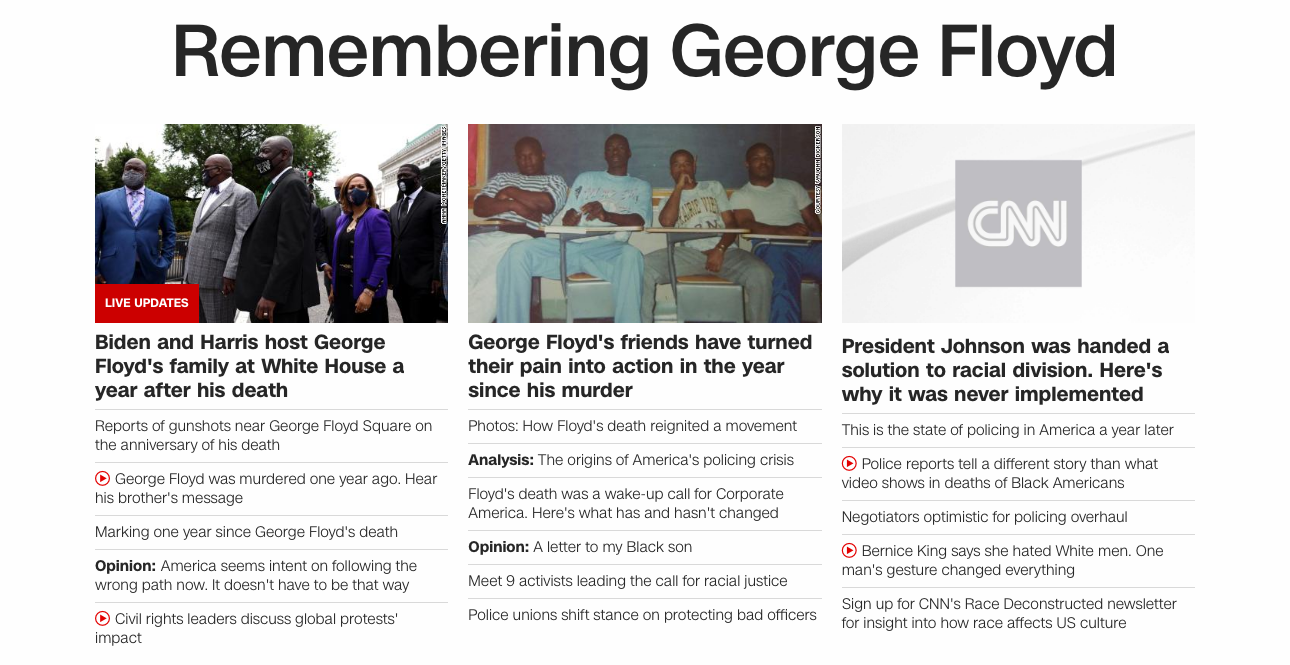 Remembering George Floyd
LIVE UPDATES
Biden and Harris host George
Floyd's family at White House a
year after his death
Reports of gunshots near George Floyd Square on
the anniversary of his death
George Floyd was murdered one year ago. Hear
his brother's message
Marking one year since George Floyd's death
Opinion: America seems intent on following the
wrong path now. It doesn't have to be that way
Civil rights leaders discuss global protests'
impact
COURTESY VAUGHN DICKERSON
George Floyd's friends have turned
their pain into action in the year
since his murder
Photos: How Floyd's death reignited a movement
Analysis: The origins of America's policing crisis
Floyd's death was a wake-up call for Corporate
America. Here's what has and hasn't changed
Opinion: A letter to my Black son
Meet 9 activists leading the call for racial justice
Police unions shift stance on protecting bad officers
CNN
President Johnson was handed a
solution to racial division. Here's
why it was never implemented
This is the state of policing in America a year later
Police reports tell a different story than what
video shows in deaths of Black Americans
Negotiators optimistic for policing overhaul
Bernice King says she hated White men. One
man's gesture changed everything
Sign up for CNN's Race Deconstructed newsletter
for insight into how race affects US culture